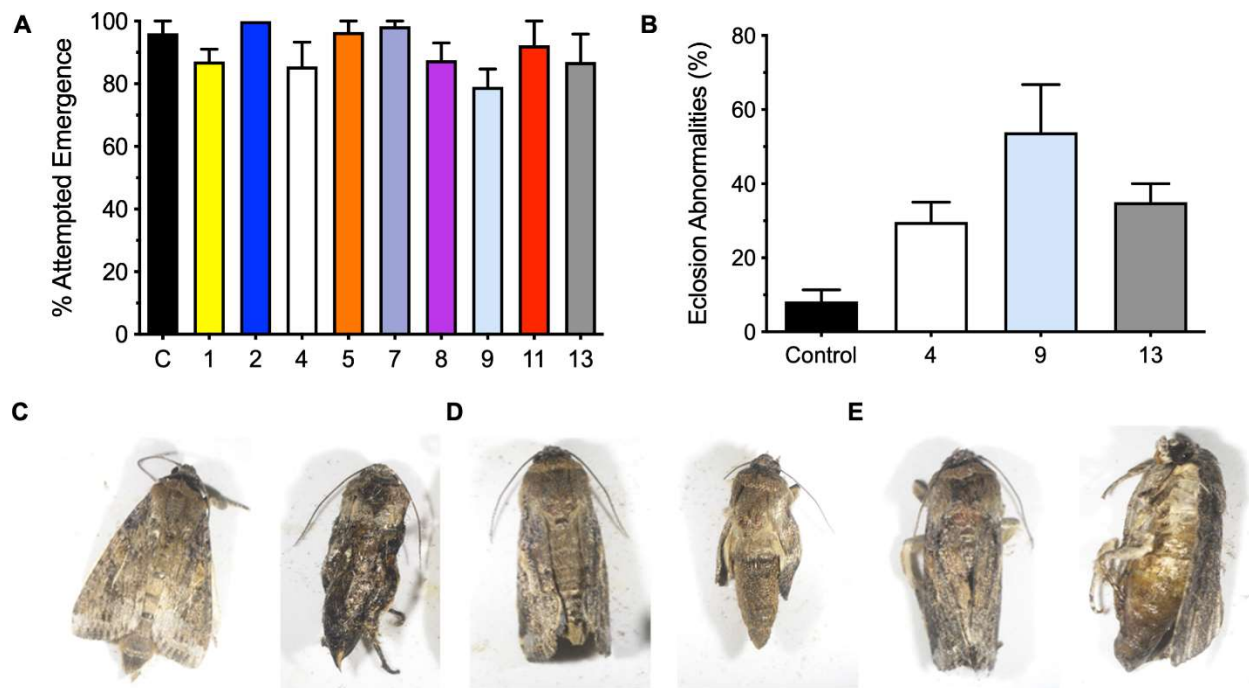 A
% Attempted Emergence
100
80
60
40
20
0
C 1 2 4 5 7 8 9 11 13
B
Eclosion Abnormalities (%)
80
60
40
20
0
Control 4 9 13
C
D
E